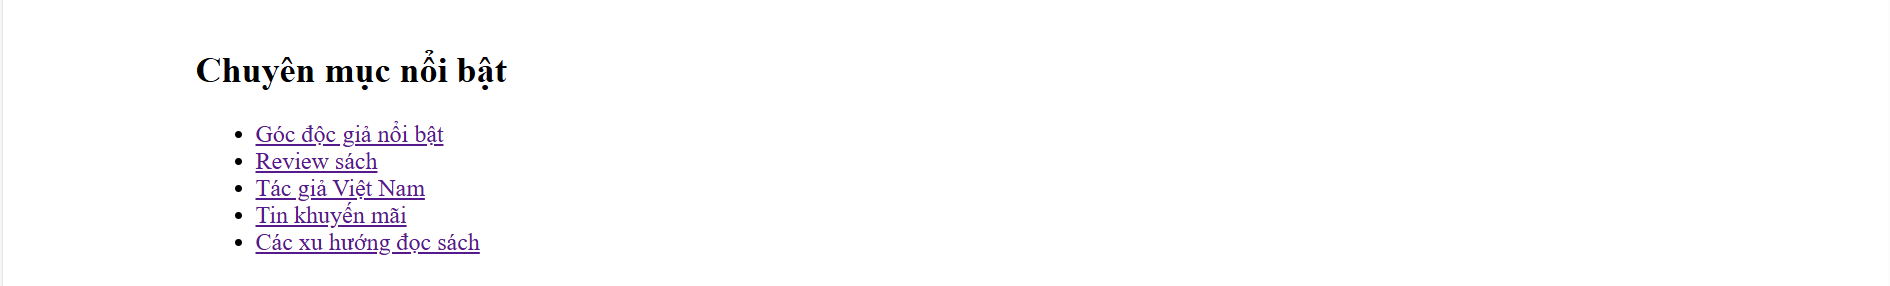 Chuyên mục nổi bật
Góc độc giả nổi bật
Review sách
Tác giả Việt Nam
Tin khuyến mãi
Các xu hướng đọc sách